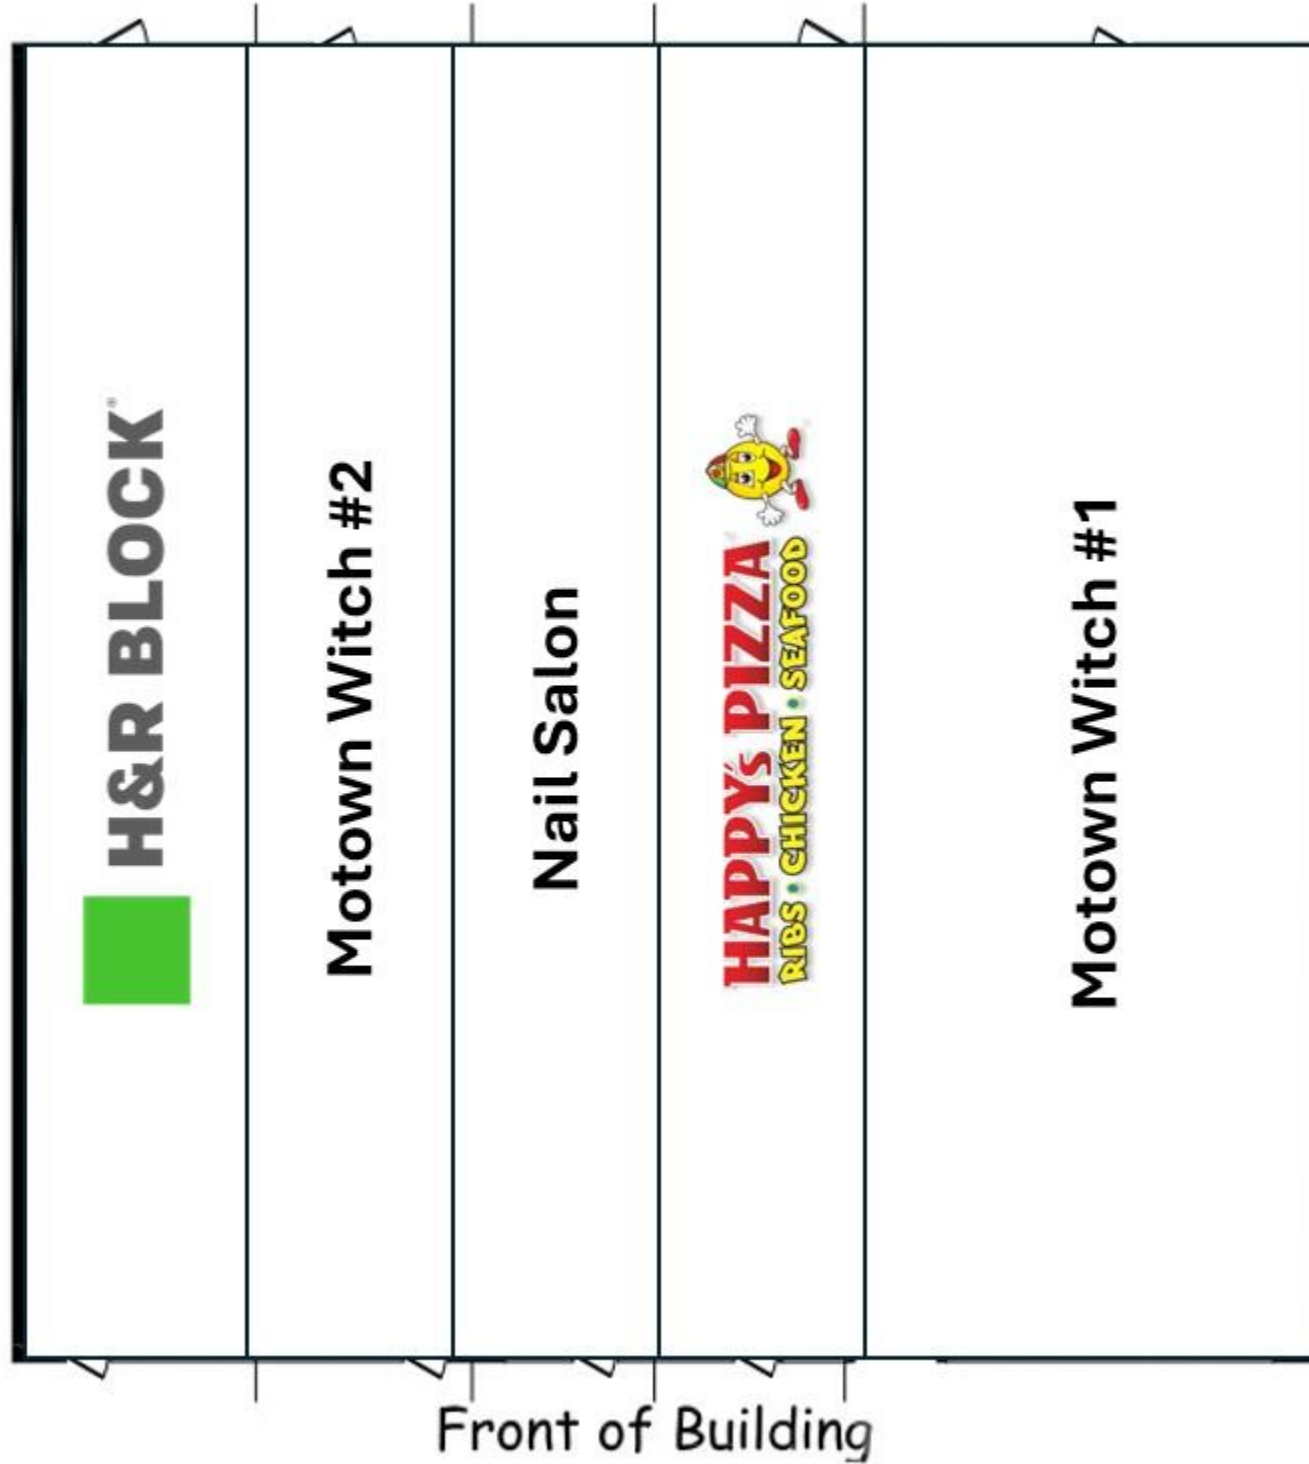 H&R BLOCK®
Motown Witch #2
Nail Salon
HAPPY's PIZZA
RIBS • CHICKEN • SEAFOOD
Motown Witch #1
Front of Building